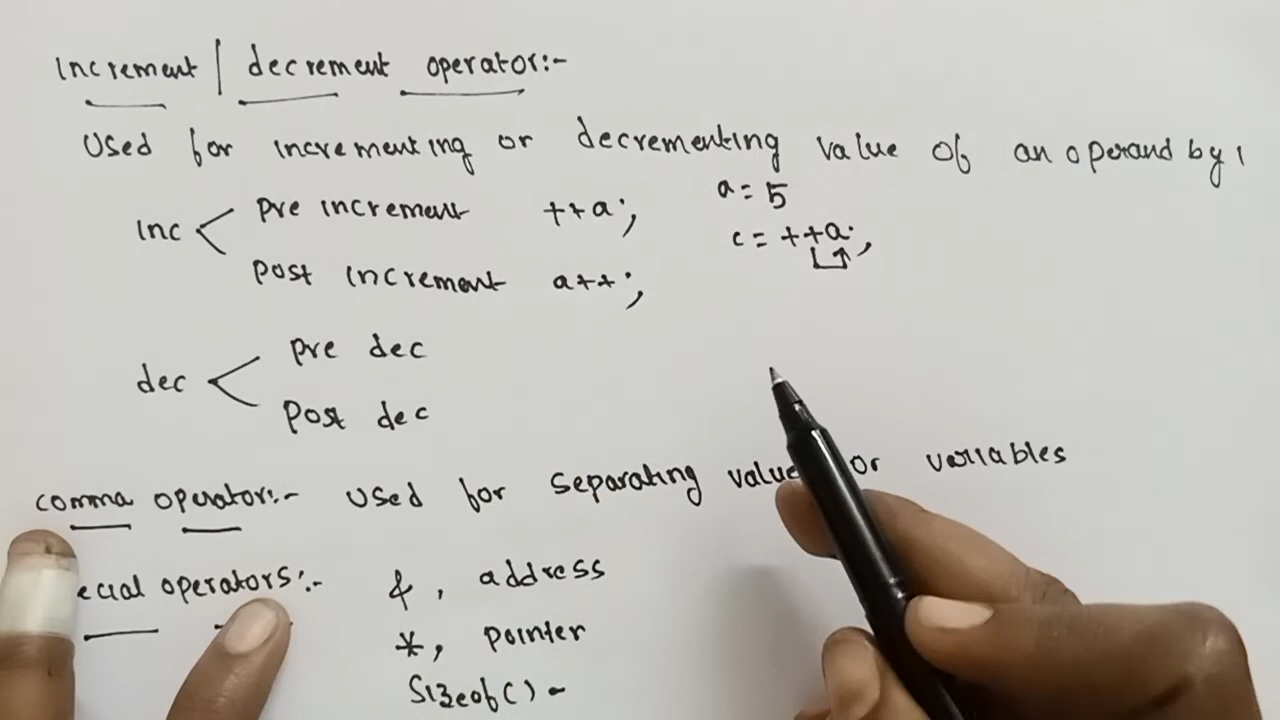 Increment | decrement operator:-
Used for incrementing or decrementing value of an operand by 1
Inc pre increment ++a; a = 5
c = ++a;
post increment a++;
dec pre dec
post dec
comma operator:- used for separating value or variables
ecial operators:- &, address
*, pointer
Sizeof() -